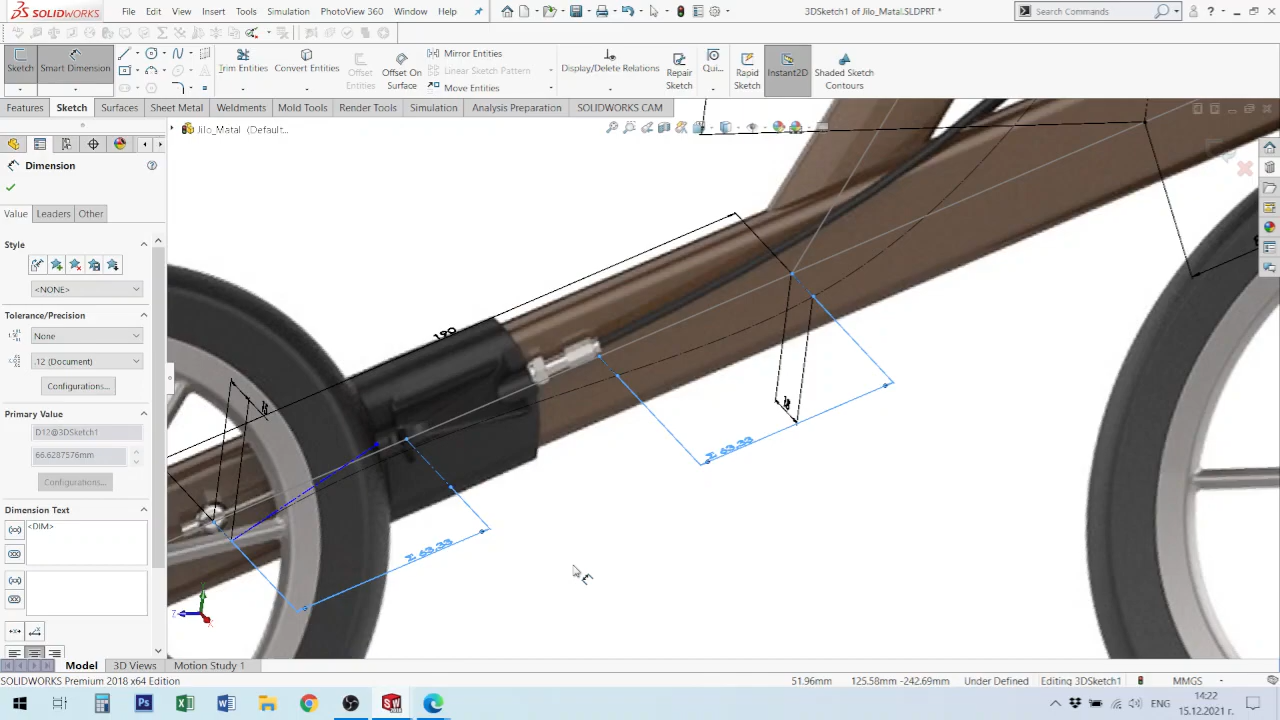 SOLIDWORKS
File Edit View Insert Tools Simulation PhotoView 360 Window Help
3DSketch1 of Jilo_Matal.SLDPRT *
Search Commands
Sketch
Smart Dimension
Trim Entities
Convert Entities
Offset Entities
Offset On Surface
Mirror Entities
Linear Sketch Pattern
Move Entities
Display/Delete Relations
Repair Sketch
Qui...
Rapid Sketch
Instant2D
Shaded Sketch Contours
Features Sketch Surfaces Sheet Metal Weldments Mold Tools Render Tools Simulation Analysis Preparation SOLIDWORKS CAM
Jilo_Matal (Default...
Dimension
Value Leaders Other
Style
<NONE>
Tolerance/Precision
None
.12 (Document)
Configurations...
Primary Value
D12@3DSketch1
66.6287576mm
Configurations...
Dimension Text
<DIM>
180
Σ 63.33
Σ 63.33
Y
Z
X
Model 3D Views Motion Study 1
SOLIDWORKS Premium 2018 x64 Edition
51.96mm 125.58mm -242.69mm Under Defined Editing 3DSketch1 MMGS
ENG
14:22
15.12.2021 г.